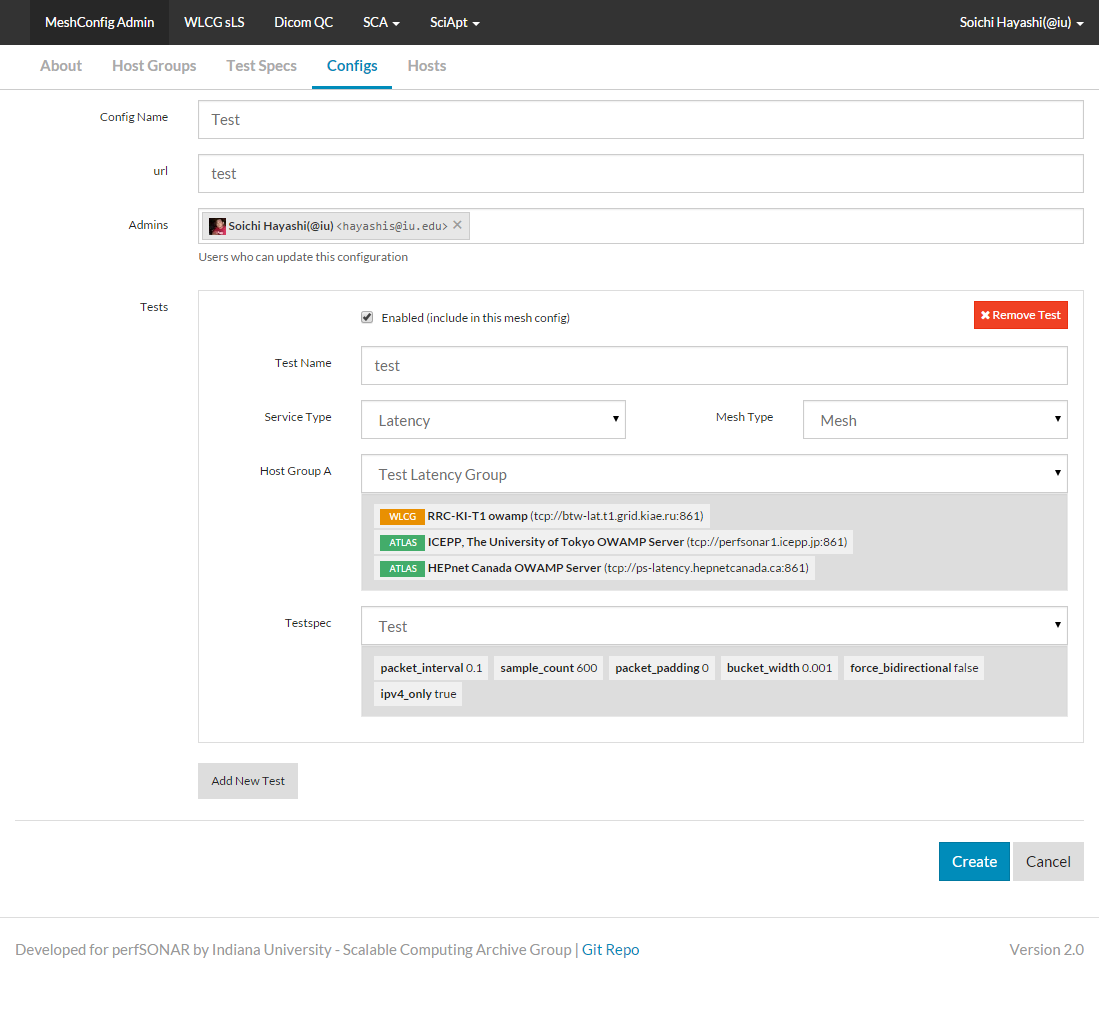 MeshConfig Admin WLCG sLS Dicom QC SCA SciApt Soichi Hayashi(@iu)
About Host Groups Test Specs Configs Hosts
Config Name Test
url test
Admins Soichi Hayashi(@iu) <hayashis@iu.edu> ×
Users who can update this configuration
Tests Enabled (include in this mesh config) ✖ Remove Test
Test Name test
Service Type Latency Mesh Type Mesh
Host Group A Test Latency Group
WLCG RRC-KI-T1 owamp (tcp://btw-lat.t1.grid.kiae.ru:861)
ATLAS ICEPP, The University of Tokyo OWAMP Server (tcp://perfsonar1.icepp.jp:861)
ATLAS HEPnet Canada OWAMP Server (tcp://ps-latency.hepnetcanada.ca:861)
Testspec Test
packet_interval 0.1 sample_count 600 packet_padding 0 bucket_width 0.001 force_bidirectional false
ipv4_only true
Add New Test
Create Cancel
Developed for perfSONAR by Indiana University - Scalable Computing Archive Group | Git Repo Version 2.0